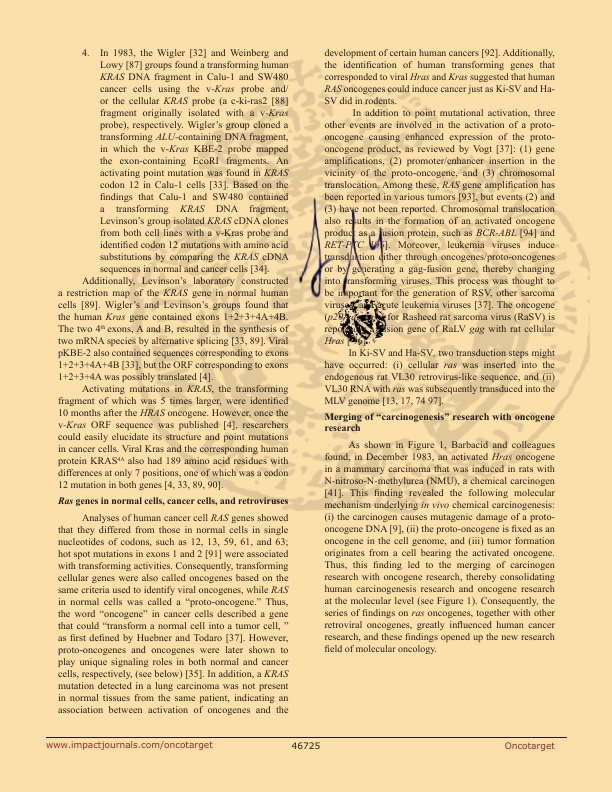 4. In 1983, the Wigler [32] and Weinberg and
Lowy [87] groups found a transforming human
KRAS DNA fragment in Calu-1 and SW480
cancer cells using the v-Kras probe and/
or the cellular KRAS probe (a c-ki-ras2 [88]
fragment originally isolated with a v-Kras
probe), respectively. Wigler's group cloned a
transforming ALU-containing DNA fragment,
in which the v-Kras KBE-2 probe mapped
the exon-containing EcoRI fragments. An
activating point mutation was found in KRAS
codon 12 in Calu-1 cells [33]. Based on the
findings that Calu-1 and SW480 contained
a transforming KRAS DNA fragment,
Levinson's group isolated KRAS cDNA clones
from both cell lines with a v-Kras probe and
identified codon 12 mutations with amino acid
substitutions by comparing the KRAS cDNA
sequences in normal and cancer cells [34].
Additionally, Levinson's laboratory constructed
a restriction map of the KRAS gene in normal human
cells [89]. Wigler's and Levinson's groups found that
the human Kras gene contained exons 1+2+3+4A+4B.
The two 4th exons, A and B, resulted in the synthesis of
two mRNA species by alternative splicing [33, 89]. Viral
pKBE-2 also contained sequences corresponding to exons
1+2+3+4A+4B [33], but the ORF corresponding to exons
1+2+3+4A was possibly translated [4].
Activating mutations in KRAS, the transforming
fragment of which was 5 times larger, were identified
10 months after the HRAS oncogene. However, once the
v-Kras ORF sequence was published [4], researchers
could easily elucidate its structure and point mutations
in cancer cells. Viral Kras and the corresponding human
protein KRAS4A also had 189 amino acid residues with
differences at only 7 positions, one of which was a codon
12 mutation in both genes [4, 33, 89, 90].
Ras genes in normal cells, cancer cells, and retroviruses
Analyses of human cancer cell RAS genes showed
that they differed from those in normal cells in single
nucleotides of codons, such as 12, 13, 59, 61, and 63;
hot spot mutations in exons 1 and 2 [91] were associated
with transforming activities. Consequently, transforming
cellular genes were also called oncogenes based on the
same criteria used to identify viral oncogenes, while RAS
in normal cells was called a "proto-oncogene." Thus,
the word "oncogene" in cancer cells described a gene
that could "transform a normal cell into a tumor cell, "
as first defined by Huebner and Todaro [37]. However,
proto-oncogenes and oncogenes were later shown to
play unique signaling roles in both normal and cancer
cells, respectively, (see below) [35]. In addition, a KRAS
mutation detected in a lung carcinoma was not present
in normal tissues from the same patient, indicating an
association between activation of oncogenes and the
development of certain human cancers [92]. Additionally,
the identification of human transforming genes that
corresponded to viral Hras and Kras suggested that human
RAS oncogenes could induce cancer just as Ki-SV and Ha-
SV did in rodents.
In addition to point mutational activation, three
other events are involved in the activation of a proto-
oncogene causing enhanced expression of the proto-
oncogene product, as reviewed by Vogt [37]: (1) gene
amplifications, (2) promoter/enhancer insertion in the
vicinity of the proto-oncogene, and (3) chromosomal
translocation. Among these, RAS gene amplification has
been reported in various tumors [93], but events (2) and
(3) have not been reported. Chromosomal translocation
also results in the formation of an activated oncogene
product as a fusion protein, such as BCR-ABL [94] and
RET-PTC Moreover, leukemia viruses induce
transduction either through oncogenes/proto-oncogenes
or by generating a gag-fusion gene, thereby changing
into transforming viruses. This process was thought to
be important for the generation of RSV, other sarcoma
acute leukemia viruses [37]. The oncogene
for Rasheed rat sarcoma virus (RaSV) is
gene of RaLV gag with rat cellular
Hras
In Ki-SV and Ha-SV, two transduction steps might
have occurred: (i) cellular ras was inserted into the
endogenous rat VL30 retrovirus-like sequence, and (ii)
VL30 RNA with ras was subsequently transduced into the
MLV genome [13, 17, 74 97].
Merging of "carcinogenesis" research with oncogene
research
As shown in Figure 1, Barbacid and colleagues
found, in December 1983, an activated Hras oncogene
in a mammary carcinoma that was induced in rats with
N-nitroso-N-methylurea (NMU), a chemical carcinogen
[41]. This finding revealed the following molecular
mechanism underlying in vivo chemical carcinogenesis:
(i) the carcinogen causes mutagenic damage of a proto-
oncogene DNA [9], (ii) the proto-oncogene is fixed as an
oncogene in the cell genome, and (iii) tumor formation
originates from a cell bearing the activated oncogene.
Thus, this finding led to the merging of carcinogen
research with oncogene research, thereby consolidating
human carcinogenesis research and oncogene research
at the molecular level (see Figure 1). Consequently, the
series of findings on ras oncogenes, together with other
retroviral oncogenes, greatly influenced human cancer
research, and these findings opened up the new research
field of molecular oncology.
www.impactjournals.com/oncotarget
46725
Oncotarget